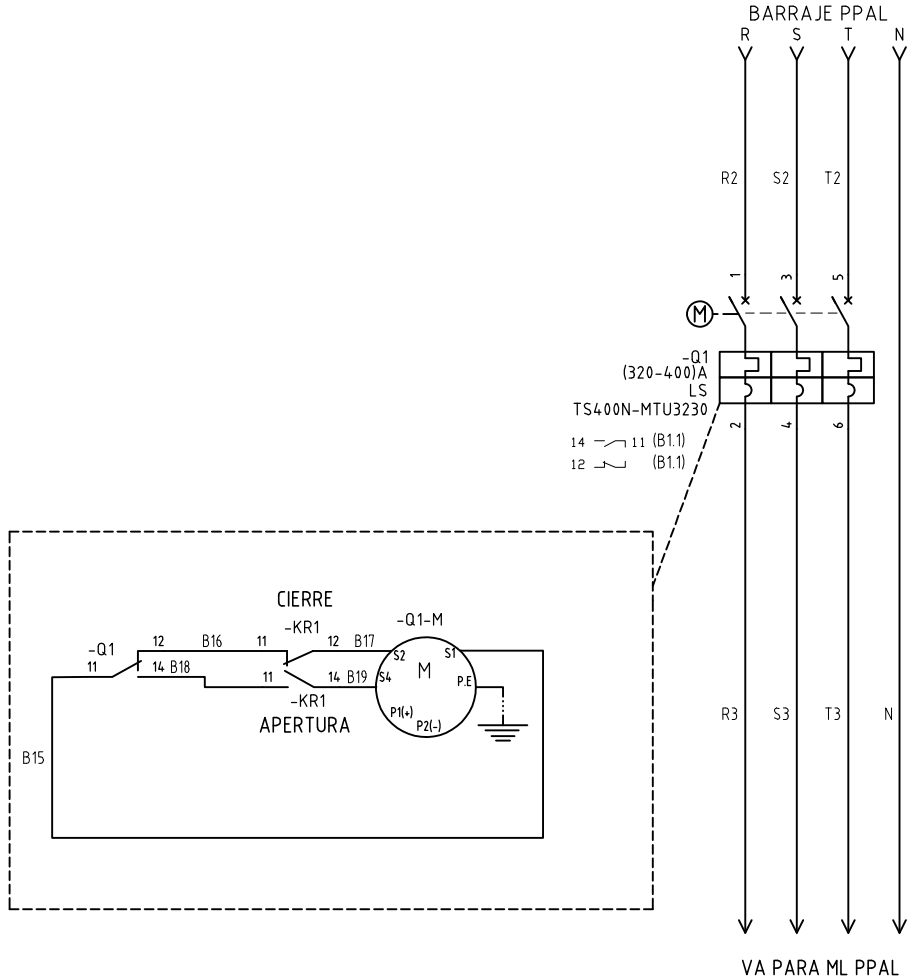 BARRAJE PPAL
R S T N
R2 S2 T2
1 3 5
M
-Q1
(320-400)A
LS
TS400N-MTU3230
2 4 6
14 11 (B1.1)
12 (B1.1)
CIERRE
-KR1 -Q1-M
-Q1 12 B16 11 12 B17 S2 S1
11 14 B18 11 14 B19 S4 M P.E
-KR1
APERTURA P1(+)
P2(-)
R3 S3 T3 N
B15
VA PARA ML PPAL